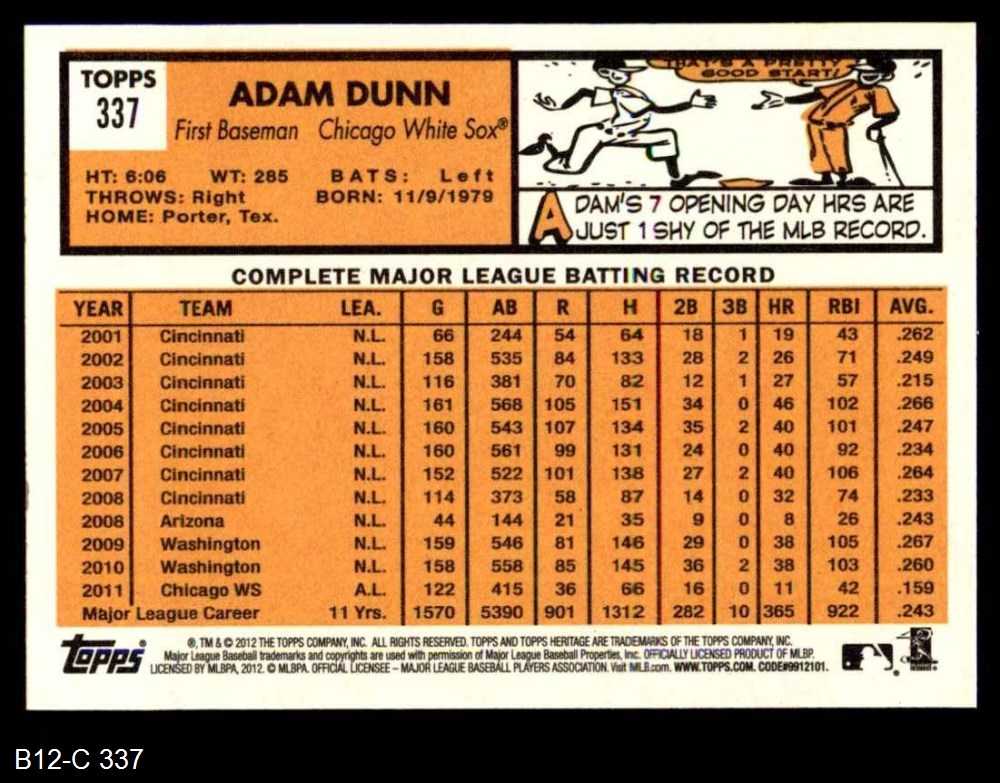 TOPPS
337
ADAM DUNN
First Baseman Chicago White Sox®
HT: 6:06 WT: 285 BATS: Left
THROWS: Right BORN: 11/9/1979
HOME: Porter, Tex.
THAT'S A PRETTY
GOOD START!
ADAM'S 7 OPENING DAY HRS ARE
JUST 1 SHY OF THE MLB RECORD.
COMPLETE MAJOR LEAGUE BATTING RECORD
YEAR TEAM LEA. G AB R H 2B 3B HR RBI AVG.
2001 Cincinnati N.L. 66 244 54 64 18 1 19 43 .262
2002 Cincinnati N.L. 158 535 84 133 28 2 26 71 .249
2003 Cincinnati N.L. 116 381 70 82 12 1 27 57 .215
2004 Cincinnati N.L. 161 568 105 151 34 0 46 102 .266
2005 Cincinnati N.L. 160 543 107 134 35 2 40 101 .247
2006 Cincinnati N.L. 160 561 99 131 24 0 40 92 .234
2007 Cincinnati N.L. 152 522 101 138 27 2 40 106 .264
2008 Cincinnati N.L. 114 373 58 87 14 0 32 74 .233
2008 Arizona N.L. 44 144 21 35 9 0 8 26 .243
2009 Washington N.L. 159 546 81 146 29 0 38 105 .267
2010 Washington N.L. 158 558 85 145 36 2 38 103 .260
2011 Chicago WS A.L. 122 415 36 66 16 0 11 42 .159
Major League Career 11 Yrs. 1570 5390 901 1312 282 10 365 922 .243
Topps®
®, TM & © 2012 THE TOPPS COMPANY, INC. ALL RIGHTS RESERVED. TOPPS AND TOPPS HERITAGE ARE TRADEMARKS OF THE TOPPS COMPANY, INC.
Major League Baseball trademarks and copyrights are used with permission of Major League Baseball Properties, Inc. OFFICIALLY LICENSED PRODUCT OF MLBP.
LICENSED BY MLBPA, 2012. © MLBPA. OFFICIAL LICENSEE – MAJOR LEAGUE BASEBALL PLAYERS ASSOCIATION. Visit MLB.com. WWW.TOPPS.COM. CODE#9912101.
B12-C 337